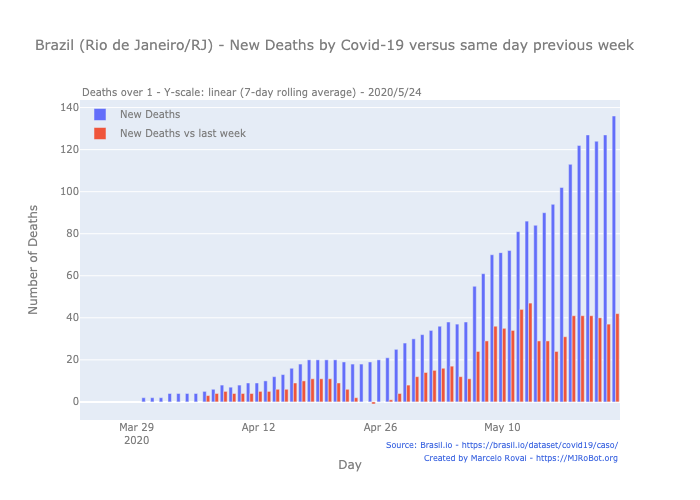 Brazil (Rio de Janeiro/RJ) - New Deaths by Covid-19 versus same day previous week
Deaths over 1 - Y-scale: linear (7-day rolling average) - 2020/5/24
New Deaths
New Deaths vs last week
140
120
100
80
60
40
20
0
Number of Deaths
Mar 29
2020
Apr 12
Apr 26
May 10
Day
Source: Brasil.io - https://brasil.io/dataset/covid19/caso/
Created by Marcelo Rovai - https://MJRoBot.org